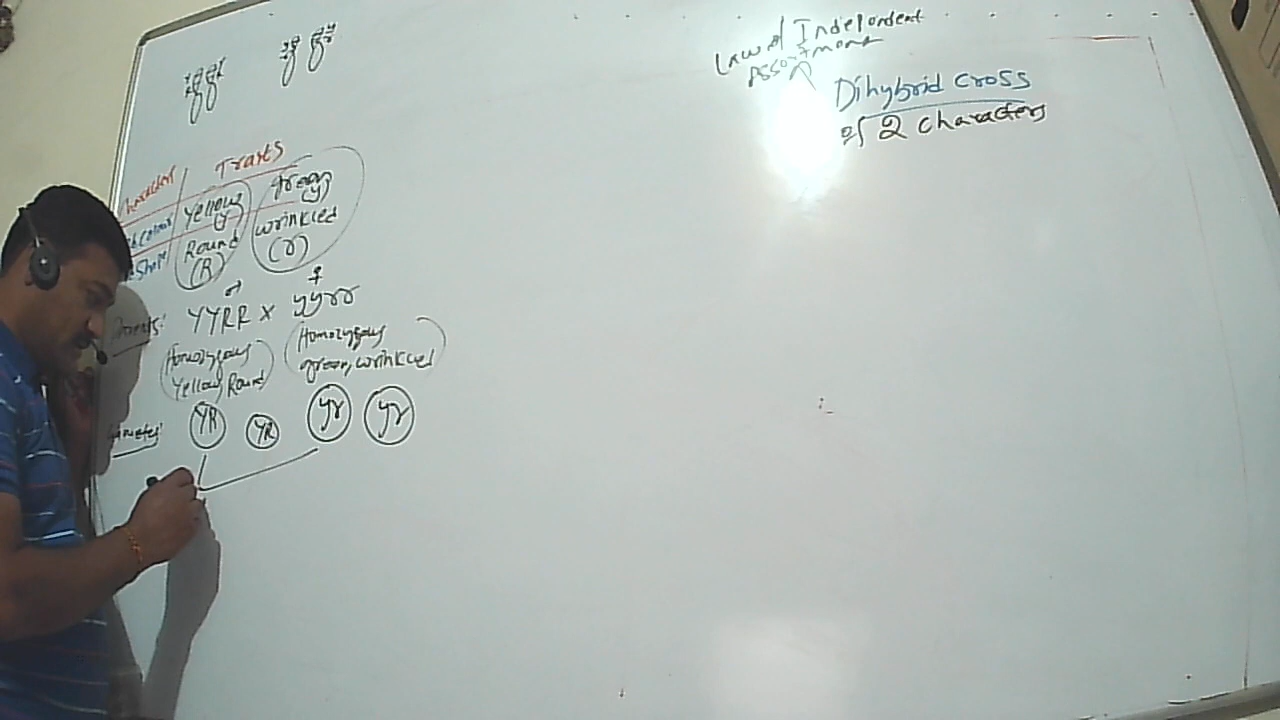 Law of Independent
Assortment
Dihybrid cross
of 2 characters
Traits
Yellow
Round
(R)
wrinkled
(r)
♂ ♀
YYRR × yyrr
(Homozygous
Yellow, Round)
(Homozygous
green, wrinkled)
YR YR yr yr